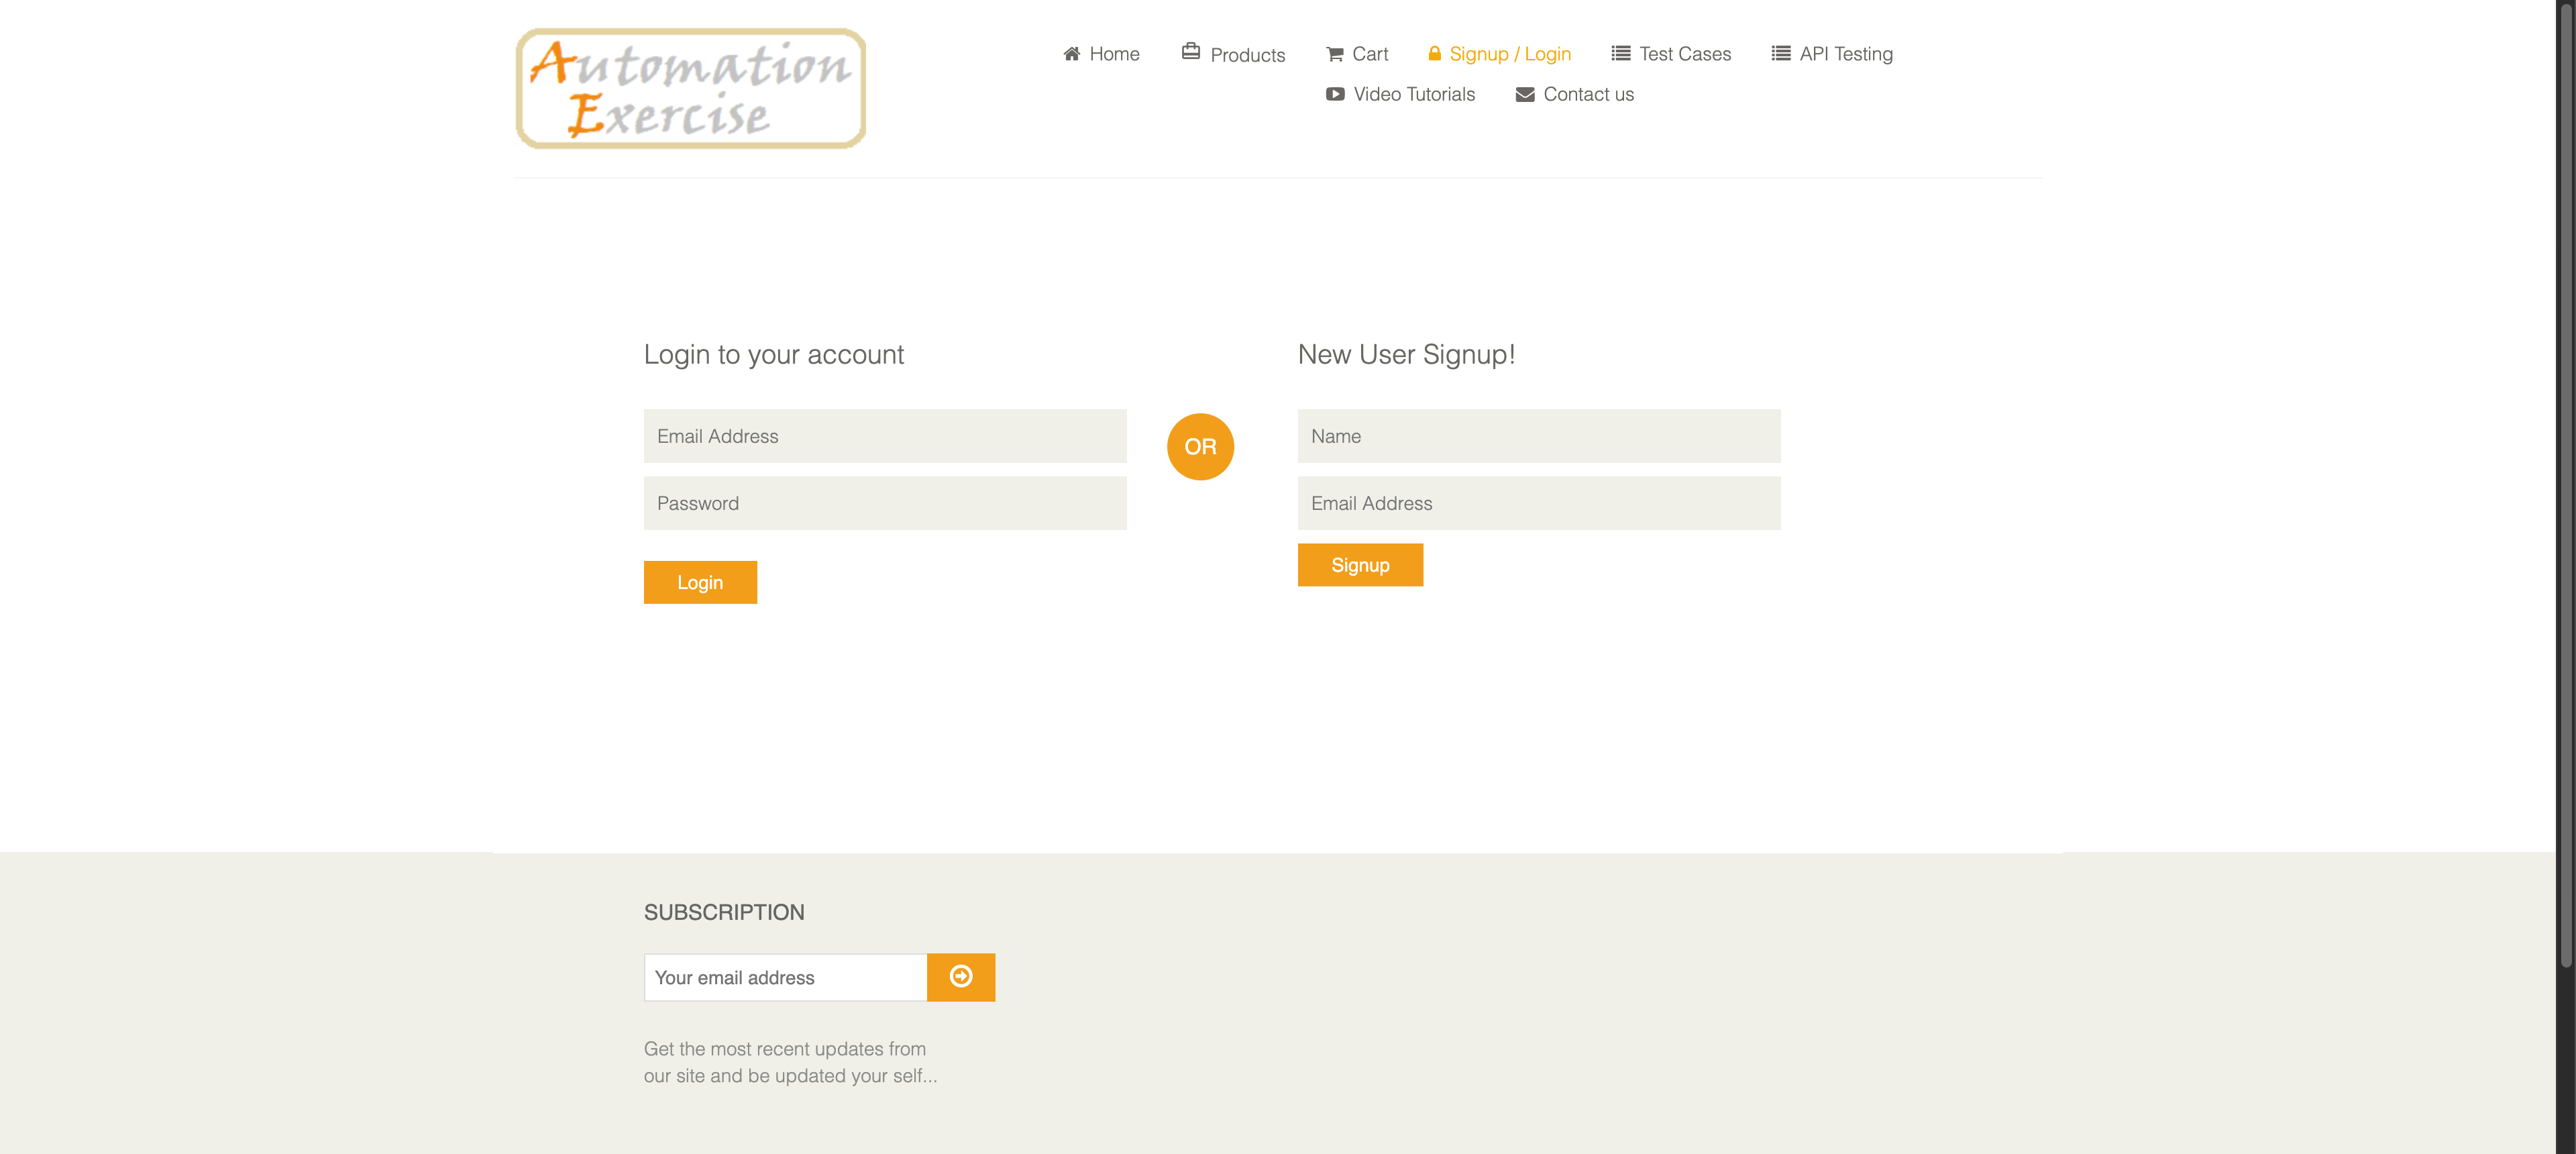 Automation
Exercise
Home Products Cart Signup / Login Test Cases API Testing
Video Tutorials Contact us
Login to your account
Email Address
Password
Login
OR
New User Signup!
Name
Email Address
Signup
SUBSCRIPTION
Your email address
Get the most recent updates from
our site and be updated your self...